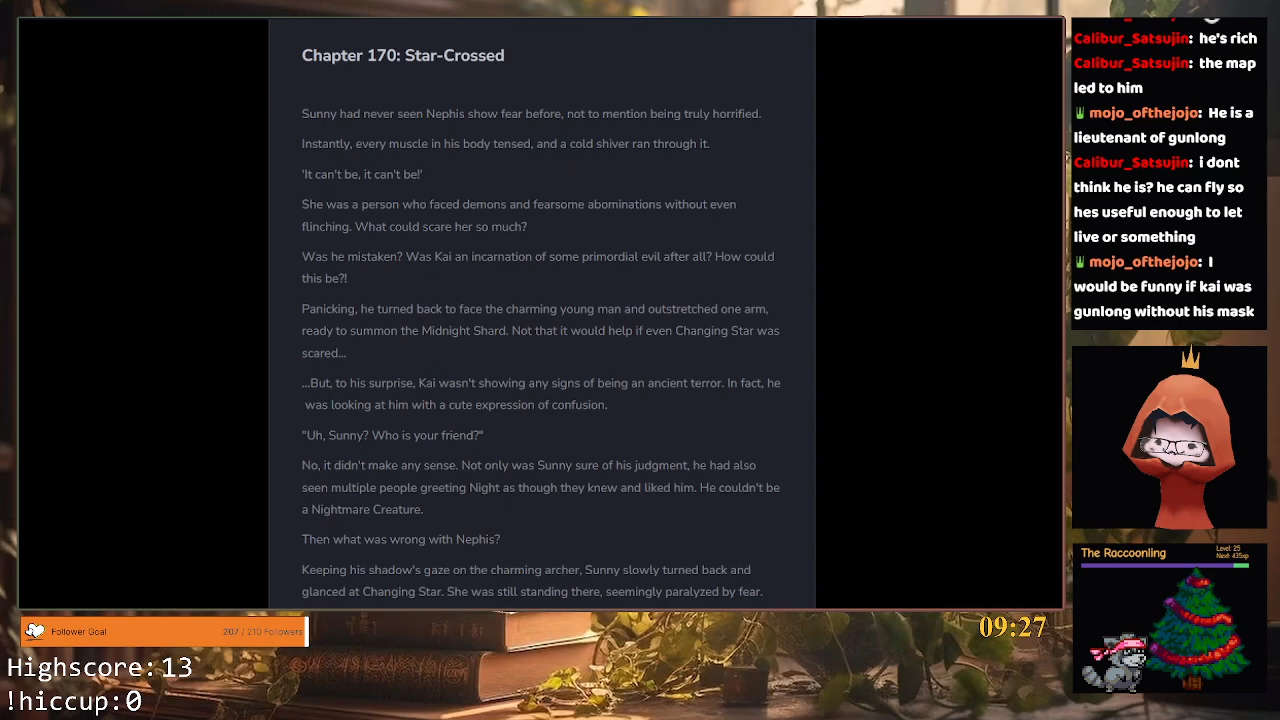 Chapter 170: Star-Crossed
Sunny had never seen Nephis show fear before, not to mention being truly horrified.
Instantly, every muscle in his body tensed, and a cold shiver ran through it.
'It can't be, it can't be!'
She was a person who faced demons and fearsome abominations without even
flinching. What could scare her so much?
Was he mistaken? Was Kai an incarnation of some primordial evil after all? How could
this be?!
Panicking, he turned back to face the charming young man and outstretched one arm,
ready to summon the Midnight Shard. Not that it would help if even Changing Star was
scared...
...But, to his surprise, Kai wasn't showing any signs of being an ancient terror. In fact, he
was looking at him with a cute expression of confusion.
"Uh, Sunny? Who is your friend?"
No, it didn't make any sense. Not only was Sunny sure of his judgment, he had also
seen multiple people greeting Night as though they knew and liked him. He couldn't be
a Nightmare Creature.
Then what was wrong with Nephis?
Keeping his shadow's gaze on the charming archer, Sunny slowly turned back and
glanced at Changing Star. She was still standing there, seemingly paralyzed by fear.
Calibur_Satsujin: he's rich
Calibur_Satsujin: the map
led to him
mojo_ofthejojo: He is a
lieutenant of gunlong
Calibur_Satsujin: i dont
think he is? he can fly so
hes useful enough to let
live or something
mojo_ofthejojo: I
would be funny if kai was
gunlong without his mask
The Raccoonling
Level: 25
Next: 435xp
Follower Goal
207 / 210 Followers
09:27
Highscore:13
!hiccup:0